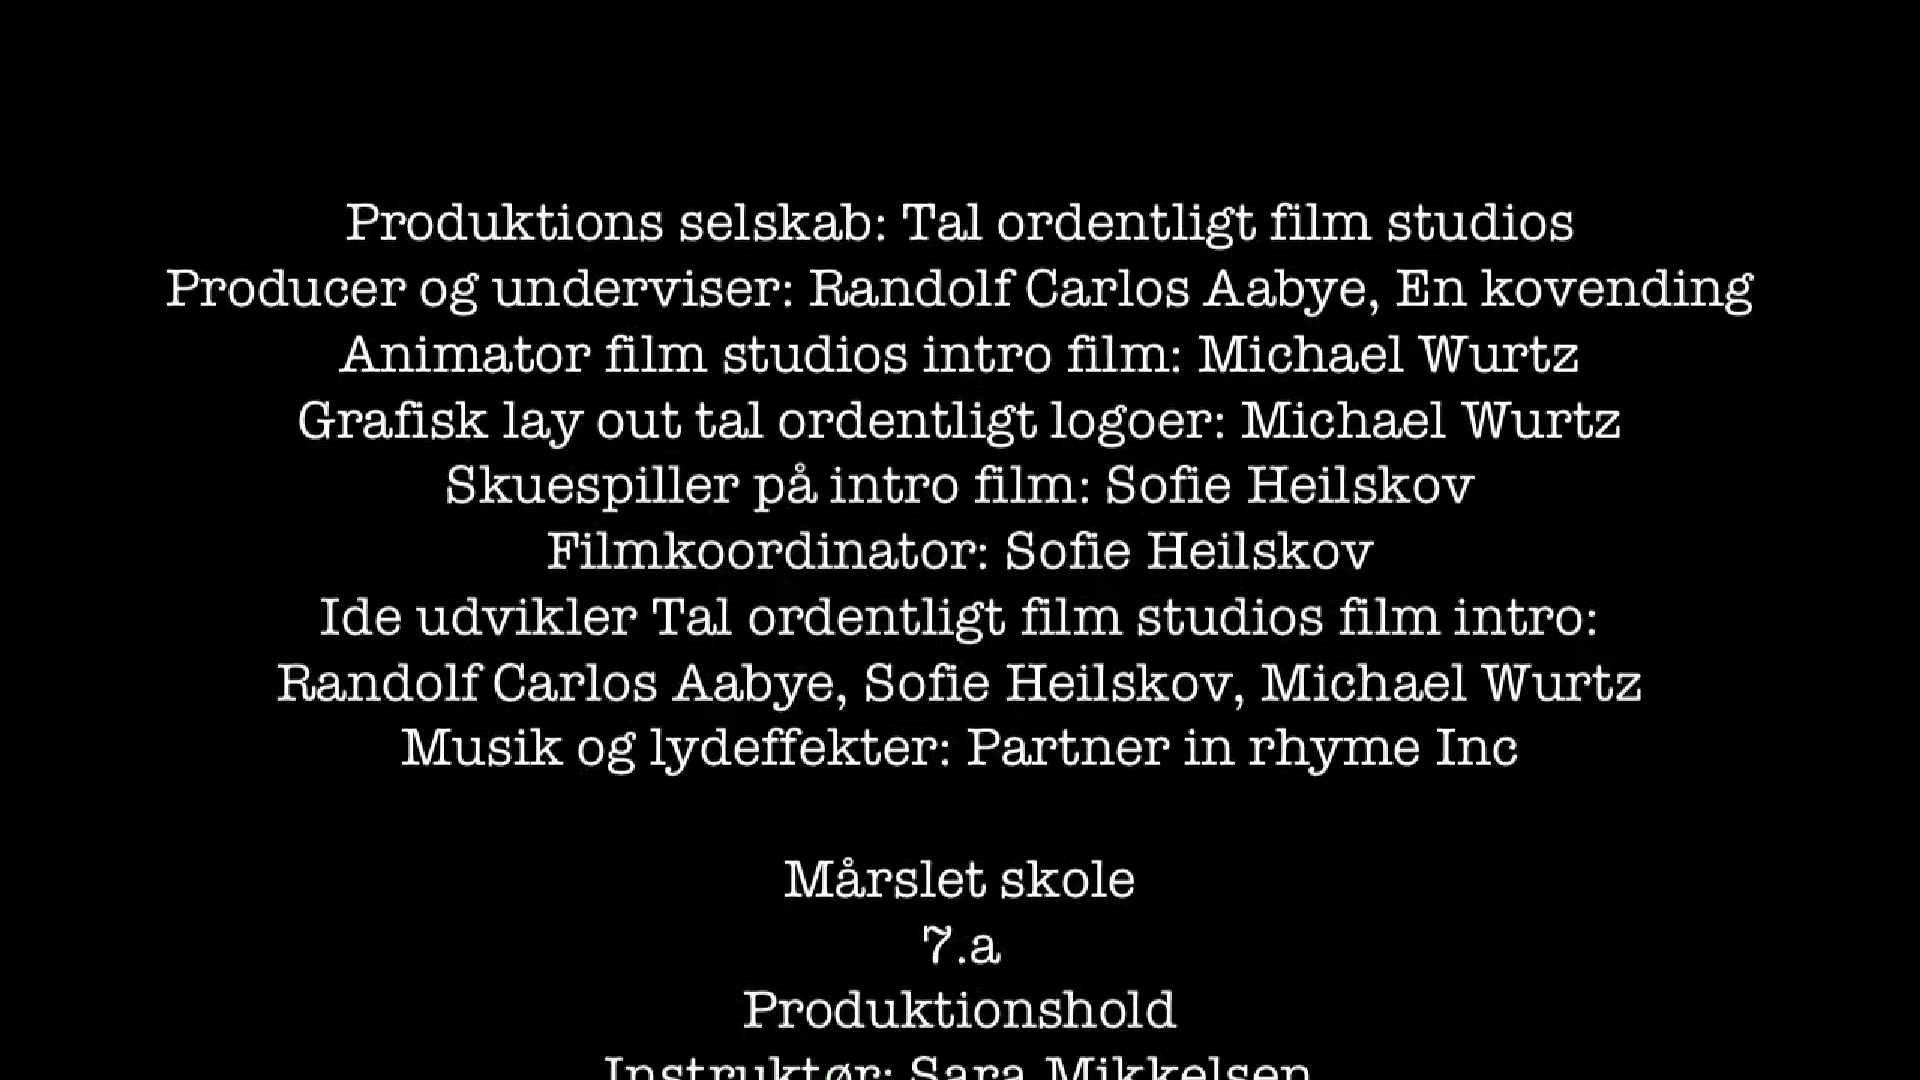 Produktions selskab: Tal ordentligt film studios
Producer og underviser: Randolf Carlos Aabye, En kovending
Animator film studios intro film: Michael Wurtz
Grafisk lay out tal ordentligt logoer: Michael Wurtz
Skuespiller på intro film: Sofie Heilskov
Filmkoordinator: Sofie Heilskov
Ide udvikler Tal ordentligt film studios film intro:
Randolf Carlos Aabye, Sofie Heilskov, Michael Wurtz
Musik og lydeffekter: Partner in rhyme Inc
Mårslet skole
7.a
Produktionshold
Instruktør: Sara Mikkelsen